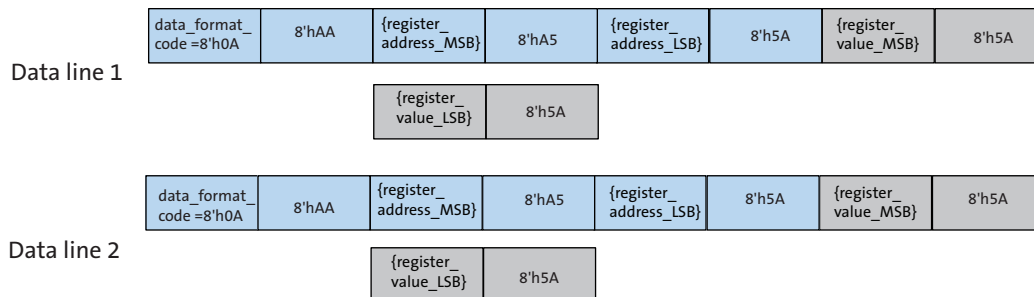 data_format_
code =8'h0A
8'hAA
{register_
address_MSB}
8'hA5
{register_
address_LSB}
8'h5A
{register_
value_MSB}
8'h5A
Data line 1
{register_
value_LSB}
8'h5A
data_format_
code =8'h0A
8'hAA
{register_
address_MSB}
8'hA5
{register_
address_LSB}
8'h5A
{register_
value_MSB}
8'h5A
Data line 2
{register_
value_LSB}
8'h5A